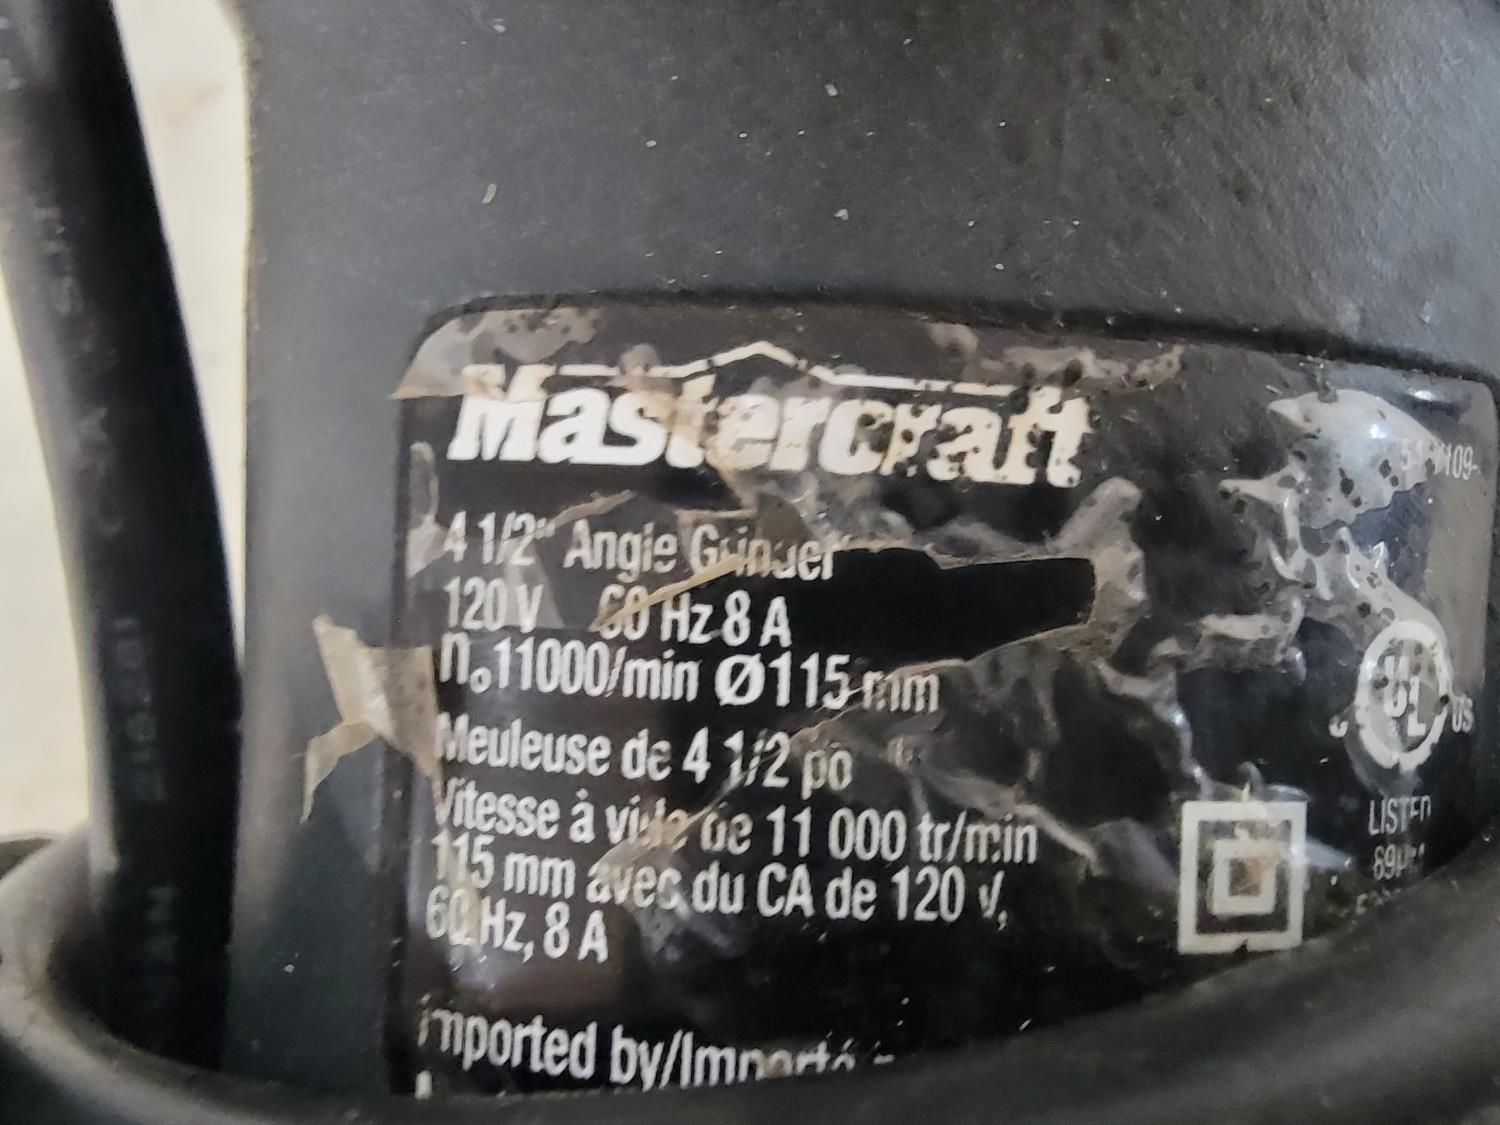 Mastercraft
4 1/2" Angle Grinder
120 V 60 Hz 8 A
n₀11000/min Ø115 mm
Meuleuse de 4 1/2 po
Vitesse à vide de 11 000 tr/min
115 mm avec du CA de 120 V,
60 Hz, 8 A
Imported by/Importé
C UL US
LISTED